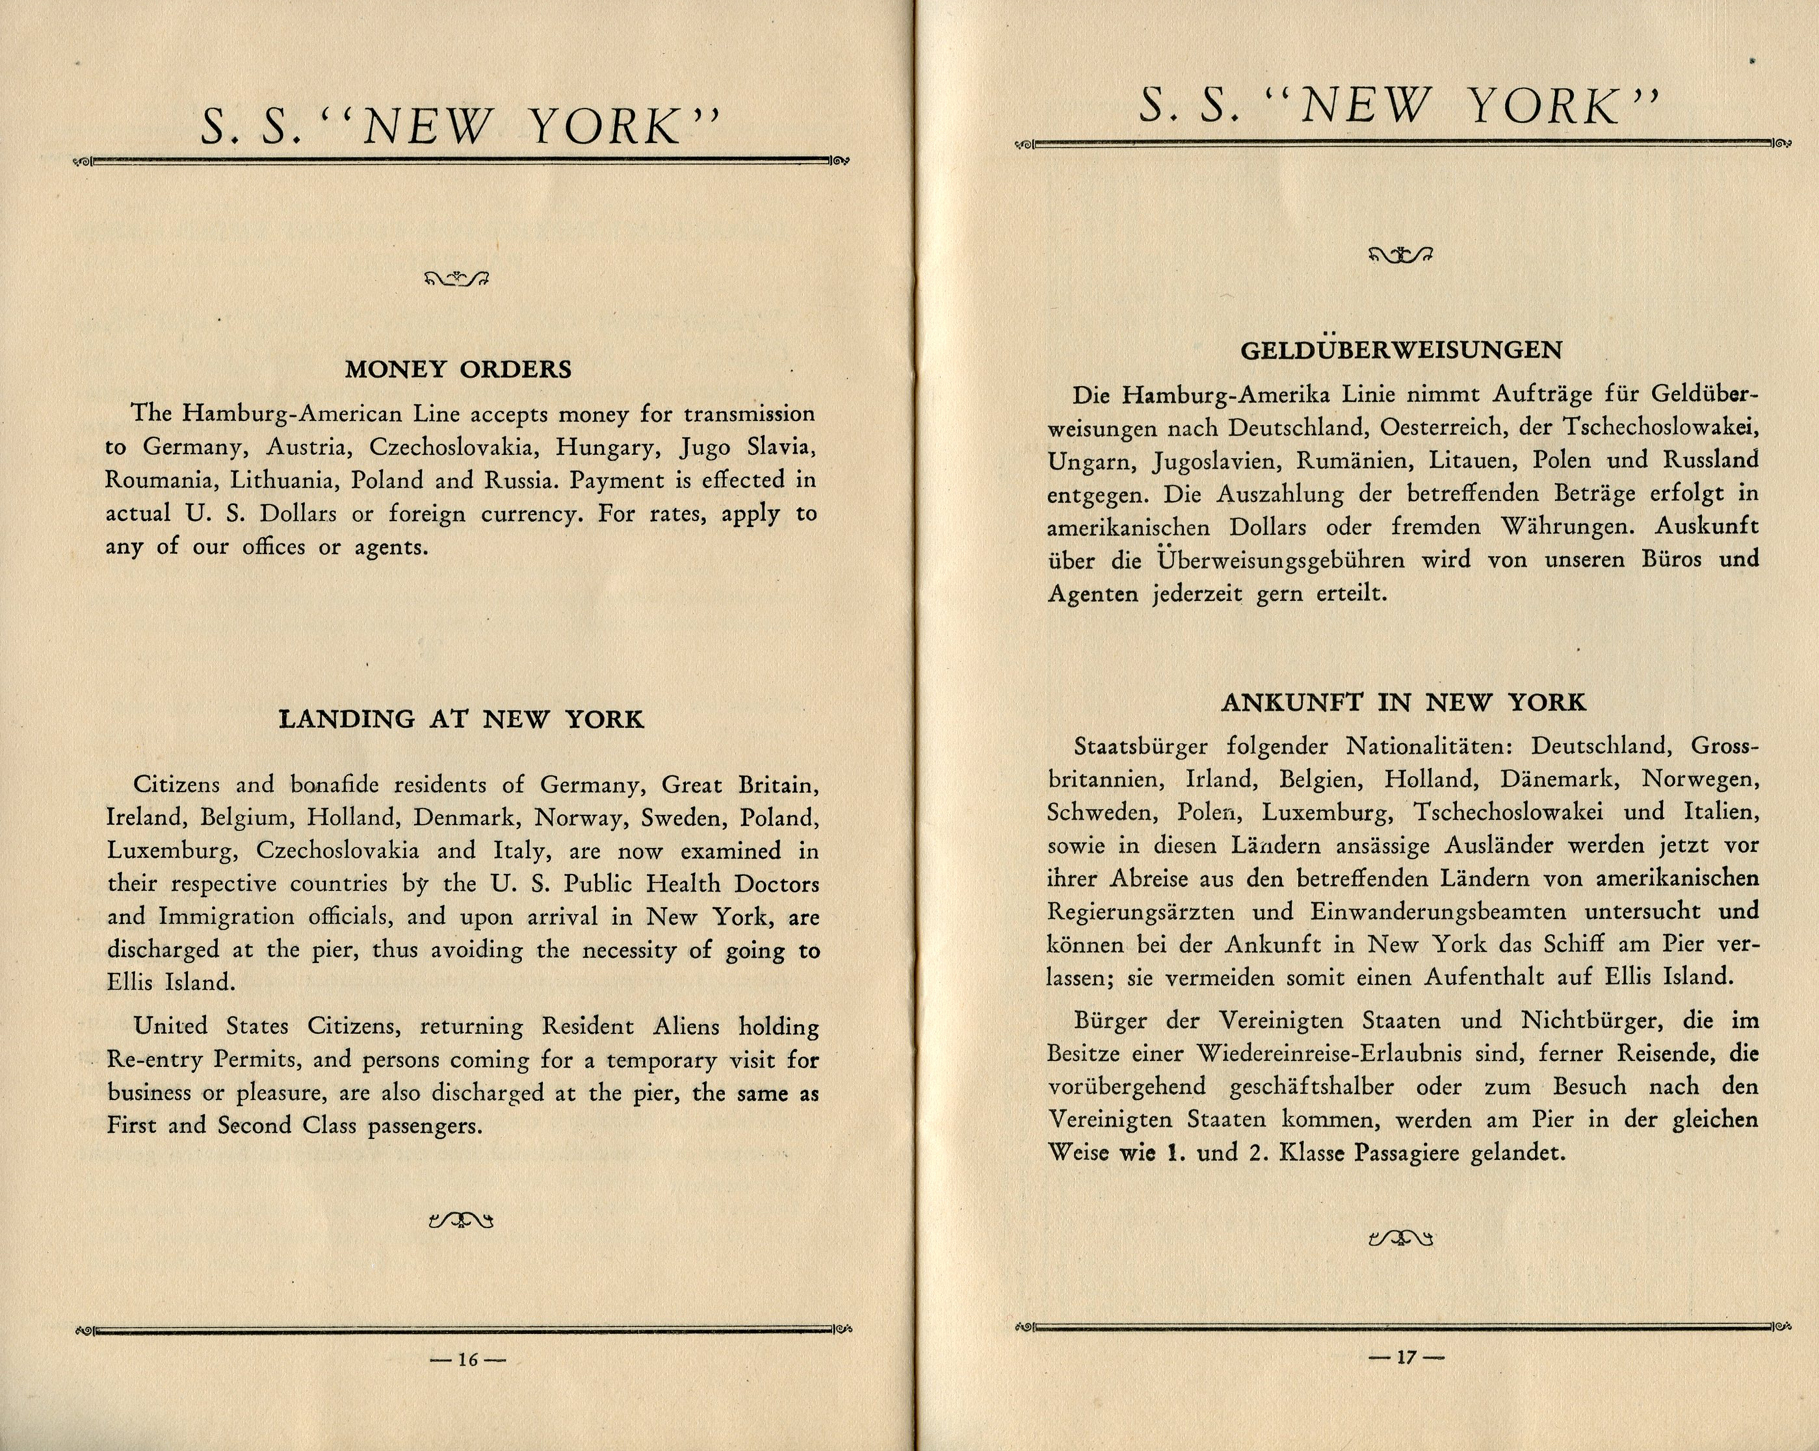 S. S. “NEW YORK”
MONEY ORDERS
The Hamburg-American Line accepts money for transmission
to Germany, Austria, Czechoslovakia, Hungary, Jugo Slavia,
Roumania, Lithuania, Poland and Russia. Payment is effected in
actual U. S. Dollars or foreign currency. For rates, apply to
any of our offices or agents.
LANDING AT NEW YORK
Citizens and bonafide residents of Germany, Great Britain,
Ireland, Belgium, Holland, Denmark, Norway, Sweden, Poland,
Luxemburg, Czechoslovakia and Italy, are now examined in
their respective countries by the U. S. Public Health Doctors
and Immigration officials, and upon arrival in New York, are
discharged at the pier, thus avoiding the necessity of going to
Ellis Island.
United States Citizens, returning Resident Aliens holding
Re-entry Permits, and persons coming for a temporary visit for
business or pleasure, are also discharged at the pier, the same as
First and Second Class passengers.
— 16 —
S. S. “NEW YORK”
GELDÜBERWEISUNGEN
Die Hamburg-Amerika Linie nimmt Aufträge für Geldüber-
weisungen nach Deutschland, Oesterreich, der Tschechoslowakei,
Ungarn, Jugoslavien, Rumänien, Litauen, Polen und Russland
entgegen. Die Auszahlung der betreffenden Beträge erfolgt in
amerikanischen Dollars oder fremden Währungen. Auskunft
über die Überweisungsgebühren wird von unseren Büros und
Agenten jederzeit gern erteilt.
ANKUNFT IN NEW YORK
Staatsbürger folgender Nationalitäten: Deutschland, Gross-
britannien, Irland, Belgien, Holland, Dänemark, Norwegen,
Schweden, Polen, Luxemburg, Tschechoslowakei und Italien,
sowie in diesen Ländern ansässige Ausländer werden jetzt vor
ihrer Abreise aus den betreffenden Ländern von amerikanischen
Regierungsärzten und Einwanderungsbeamten untersucht und
können bei der Ankunft in New York das Schiff am Pier ver-
lassen; sie vermeiden somit einen Aufenthalt auf Ellis Island.
Bürger der Vereinigten Staaten und Nichtbürger, die im
Besitze einer Wiedereinreise-Erlaubnis sind, ferner Reisende, die
vorübergehend geschäftshalber oder zum Besuch nach den
Vereinigten Staaten kommen, werden am Pier in der gleichen
Weise wie 1. und 2. Klasse Passagiere gelandet.
— 17 —